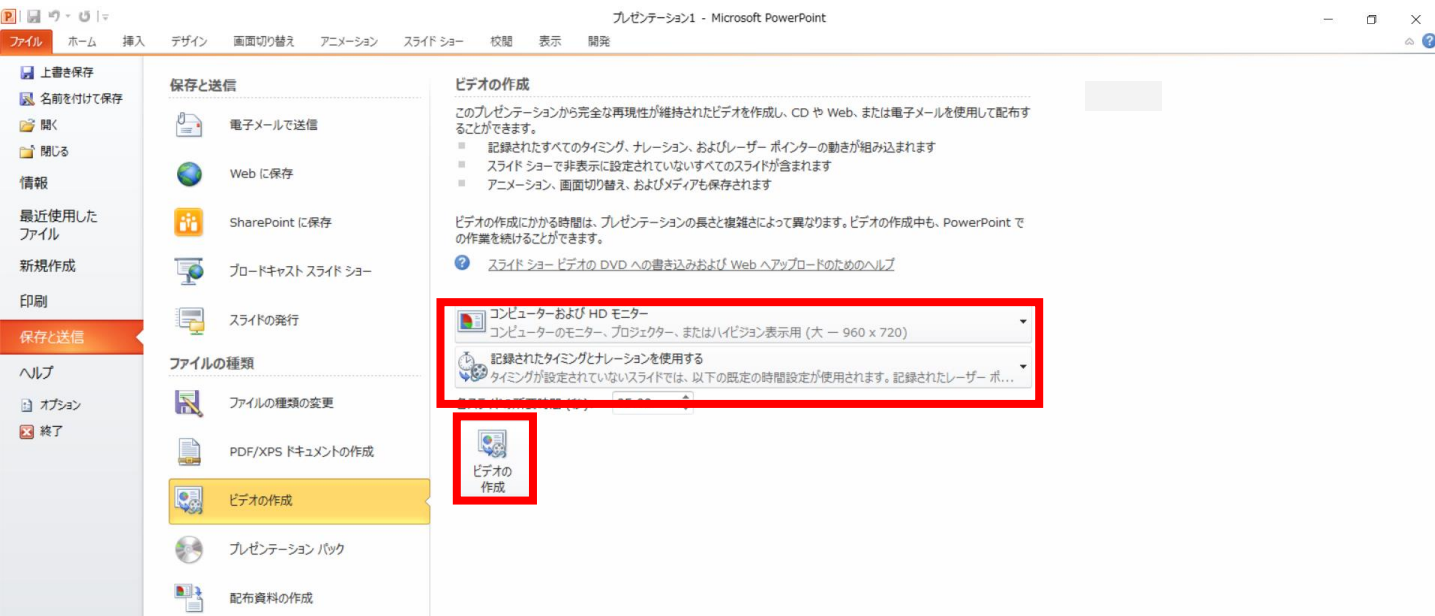 プレゼンテーション1 - Microsoft PowerPoint
ファイル ホーム 挿入 デザイン 画面切り替え アニメーション スライド ショー 校閲 表示 開発
上書き保存
名前を付けて保存
開く
閉じる
情報
最近使用した
ファイル
新規作成
印刷
保存と送信
ヘルプ
オプション
終了
保存と送信
電子メールで送信
Web に保存
SharePoint に保存
ブロードキャスト スライド ショー
スライドの発行
ファイルの種類
ファイルの種類の変更
PDF/XPS ドキュメントの作成
ビデオの作成
プレゼンテーション パック
配布資料の作成
ビデオの作成
このプレゼンテーションから完全な再現性が維持されたビデオを作成し、CD や Web、または電子メールを使用して配布す
ることができます。
記録されたすべてのタイミング、ナレーション、およびレーザー ポインターの動きが組み込まれます
スライド ショーで非表示に設定されていないすべてのスライドが含まれます
アニメーション、画面切り替え、およびメディアも保存されます
ビデオの作成にかかる時間は、プレゼンテーションの長さと複雑さによって異なります。ビデオの作成中も、PowerPoint で
の作業を続けることができます。
スライド ショー ビデオの DVD への書き込みおよび Web へアップロードのためのヘルプ
コンピューターおよび HD モニター
コンピューターのモニター、プロジェクター、またはハイビジョン表示用 (大 ー 960 x 720)
記録されたタイミングとナレーションを使用する
タイミングが設定されていないスライドでは、以下の既定の時間設定が使用されます。記録されたレーザー ポ...
ビデオの
作成